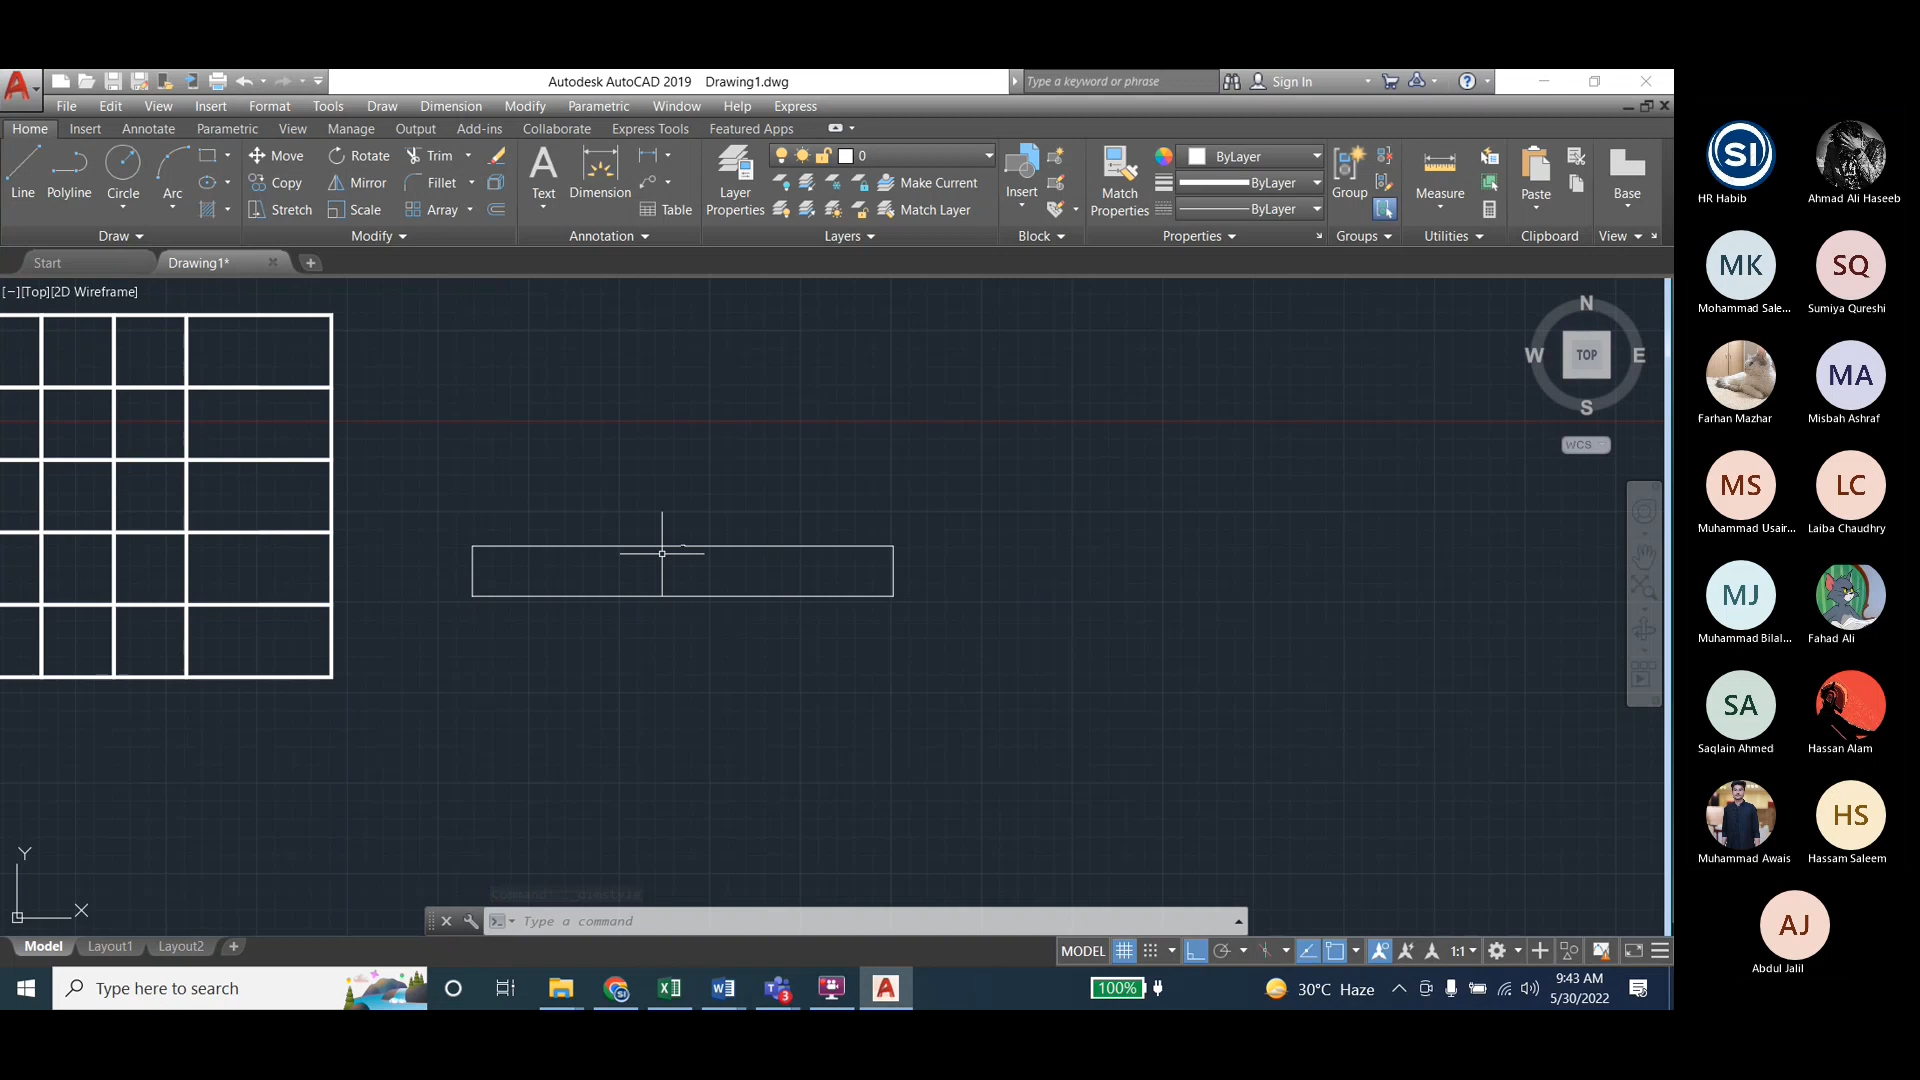 Autodesk AutoCAD 2019 Drawing1.dwg
Type a keyword or phrase
Sign In
File Edit View Insert Format Tools Draw Dimension Modify Parametric Window Help Express
Home Insert Annotate Parametric View Manage Output Add-ins Collaborate Express Tools Featured Apps
Line Polyline Circle Arc
Move Rotate Trim
Copy Mirror Fillet
Stretch Scale Array
Text Dimension Table
Layer Properties
0
Make Current
Match Layer
Insert
Match Properties
ByLayer
ByLayer
ByLayer
Group Measure Paste Base
Draw Modify Annotation Layers Block Properties Groups Utilities Clipboard View
Start Drawing1*
[−][Top][2D Wireframe]
N
W TOP E
S
WCS
Y
X
Type a command
Model Layout1 Layout2
MODEL 1:1
Type here to search
3
100%
30°C Haze
9:43 AM
5/30/2022
SI
HR Habib
Ahmad Ali Haseeb
MK
Mohammad Sale...
SQ
Sumiya Qureshi
Farhan Mazhar
MA
Misbah Ashraf
MS
Muhammad Usair...
LC
Laiba Chaudhry
MJ
Muhammad Bilal...
Fahad Ali
SA
Saqlain Ahmed
Hassan Alam
Muhammad Awais
HS
Hassam Saleem
AJ
Abdul Jalil